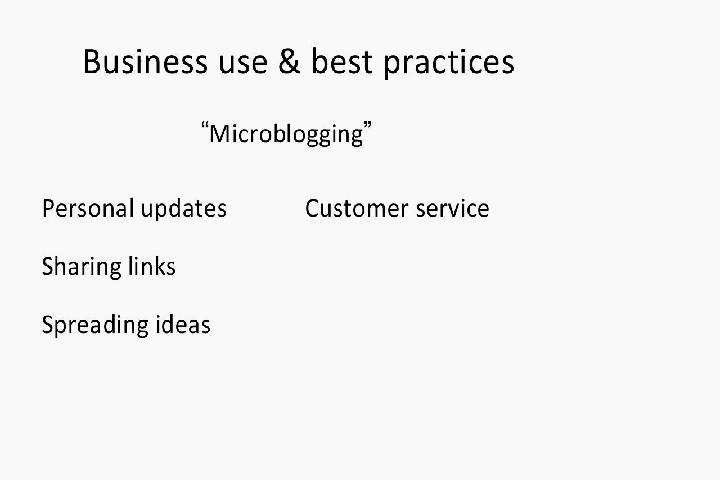 Business use & best practices
“Microblogging”
Personal updates
Customer service
Sharing links
Spreading ideas